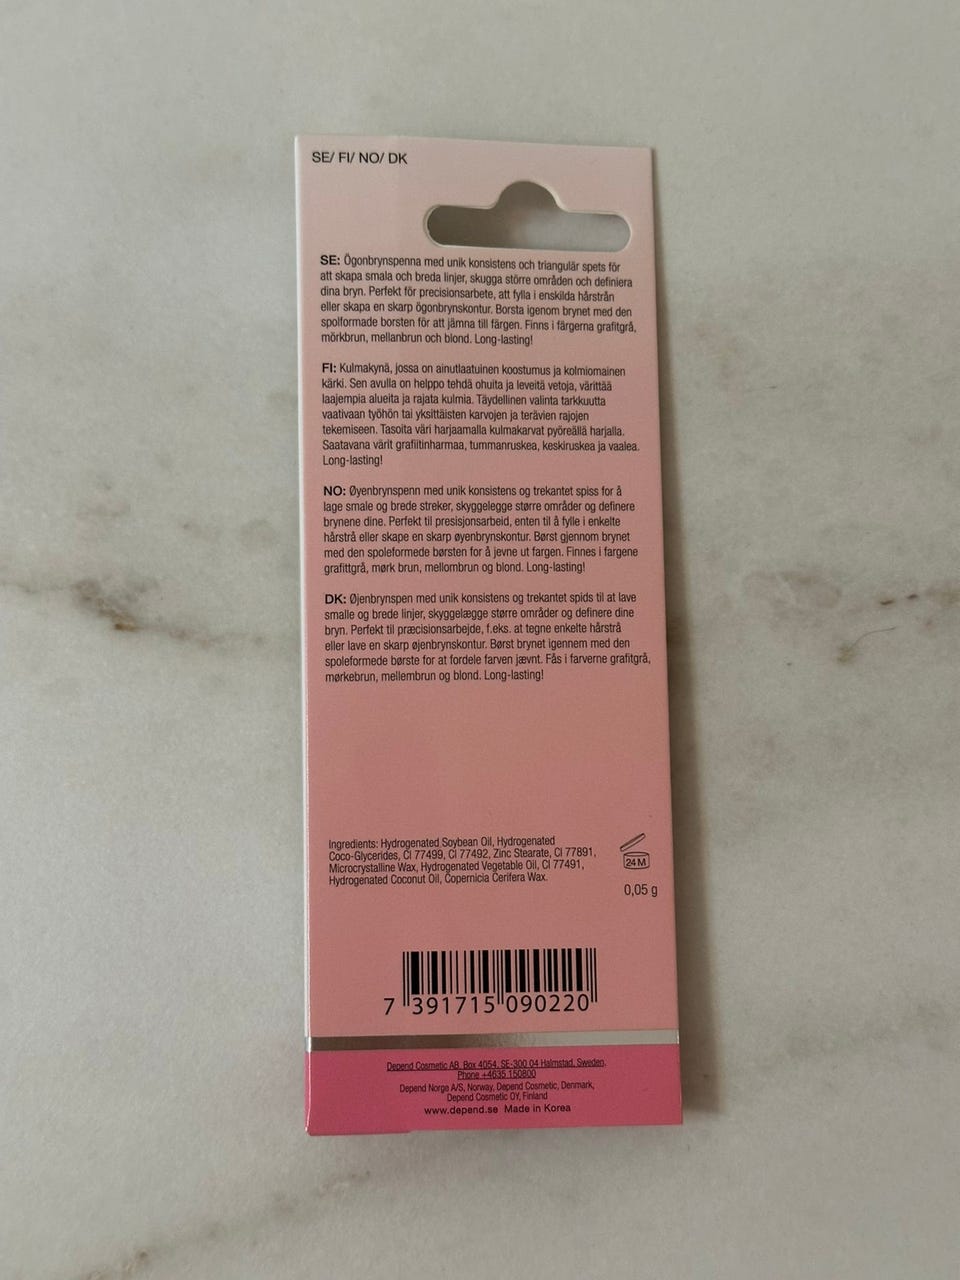 SE/ FI/ NO/ DK
SE: Ögonbrynspenna med unik konsistens och triangulär spets för
att skapa smala och breda linjer, skugga större områden och definiera
dina bryn. Perfekt för precisionsarbete, att fylla i enskilda hårstrån
eller skapa en skarp ögonbrynskontur. Borsta igenom brynet med den
spolformade borsten för att jämna till färgen. Finns i färgerna grafitgrå,
mörkbrun, mellanbrun och blond. Long-lasting!
FI: Kulmakynä, jossa on ainutlaatuinen koostumus ja kolmiomainen
kärki. Sen avulla on helppo tehdä ohuita ja leveitä vetoja, värittää
laajempia alueita ja rajata kulmia. Täydellinen valinta tarkkuutta
vaativaan työhön tai yksittäisten karvojen ja terävien rajojen
tekemiseen. Tasoita väri harjaamalla kulmakarvat pyöreällä harjalla.
Saatavana värit grafiitinharmaa, tummanruskea, keskiruskea ja vaalea.
Long-lasting!
NO: Øyenbrynspenn med unik konsistens og trekantet spiss for å
lage smale og brede streker, skyggelegge større områder og definere
brynene dine. Perfekt til presisjonsarbeid, enten til å fylle i enkelte
hårstrå eller skape en skarp øyenbrynskontur. Børst gjennom brynet
med den spoleformede børsten for å jevne ut fargen. Finnes i fargene
grafittgrå, mørk brun, mellombrun og blond. Long-lasting!
DK: Øjenbrynspen med unik konsistens og trekantet spids til at lave
smalle og brede linjer, skyggelægge større områder og definere dine
bryn. Perfekt til præcisionsarbejde, f.eks. at tegne enkelte hårstrå
eller lave en skarp øjenbrynskontur. Børst brynet igennem med den
spoleformede børste for at fordele farven jævnt. Fås i farverne grafitgrå,
mørkebrun, mellembrun og blond. Long-lasting!
Ingredients: Hydrogenated Soybean Oil, Hydrogenated
Coco-Glycerides, CI 77499, CI 77492, Zinc Stearate, CI 77891,
Microcrystalline Wax, Hydrogenated Vegetable Oil, CI 77491,
Hydrogenated Coconut Oil, Copernicia Cerifera Wax.
24 M
0,05 g
7 391715 090220
Depend Cosmetic AB, Box 4054, SE-300 04 Halmstad, Sweden.
Phone +4635 150800
Depend Norge A/S, Norway, Depend Cosmetic, Denmark,
Depend Cosmetic OY, Finland
www.depend.se Made in Korea